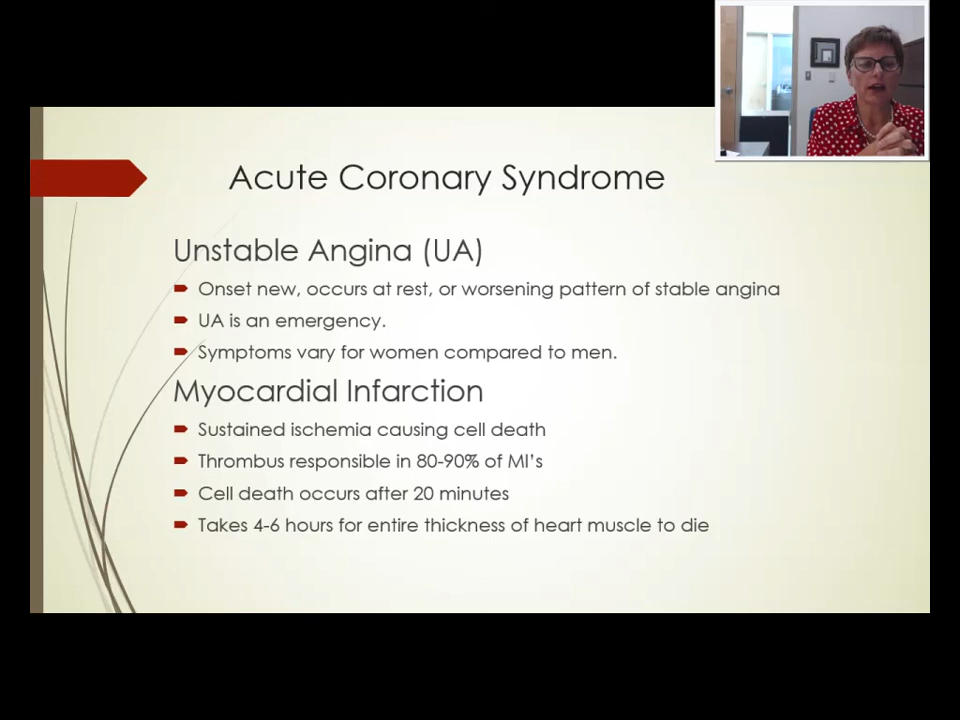 Acute Coronary Syndrome
Unstable Angina (UA)
Onset new, occurs at rest, or worsening pattern of stable angina
UA is an emergency.
Symptoms vary for women compared to men.
Myocardial Infarction
Sustained ischemia causing cell death
Thrombus responsible in 80-90% of MI's
Cell death occurs after 20 minutes
Takes 4-6 hours for entire thickness of heart muscle to die